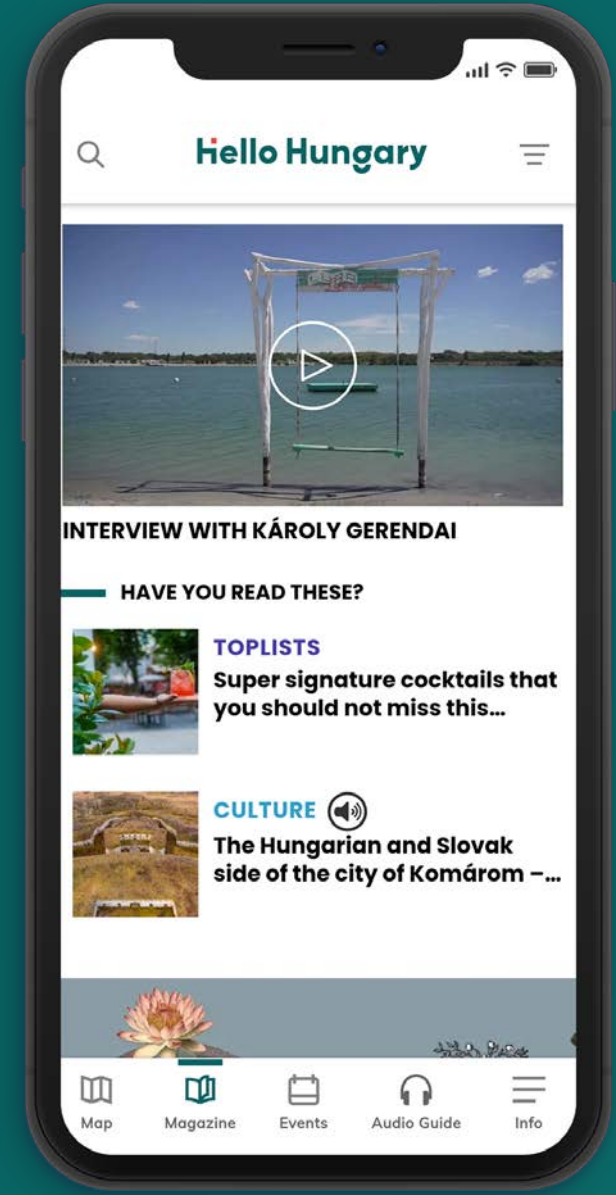 Hello Hungary
INTERVIEW WITH KÁROLY GERENDAI
HAVE YOU READ THESE?
TOPLISTS
Super signature cocktails that
you should not miss this...
CULTURE
The Hungarian and Slovak
side of the city of Komárom –...
Map
Magazine
Events
Audio Guide
Info